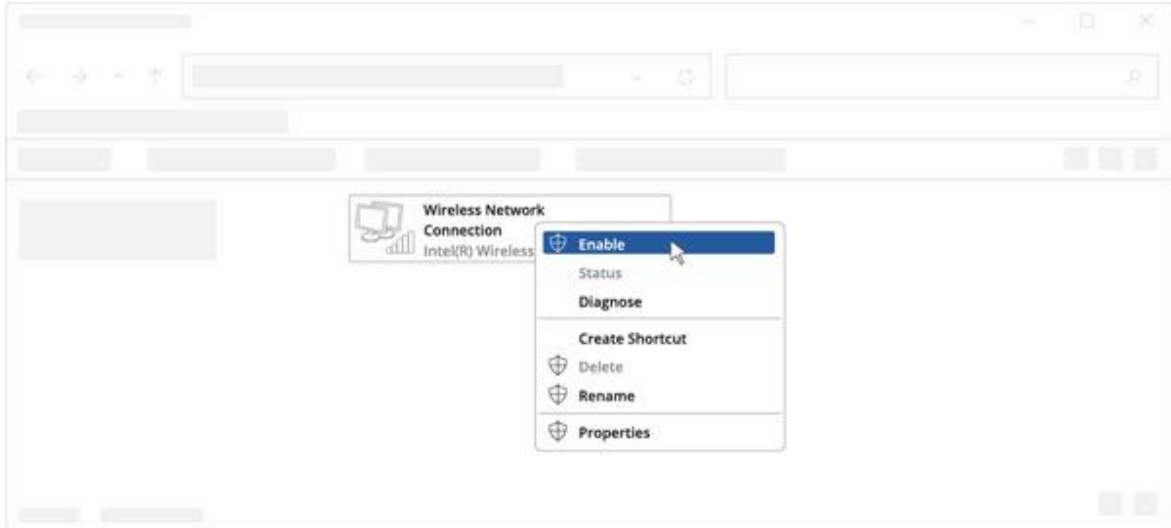 Wireless Network
Connection
Intel(R) Wireless
Enable
Status
Diagnose
Create Shortcut
Delete
Rename
Properties